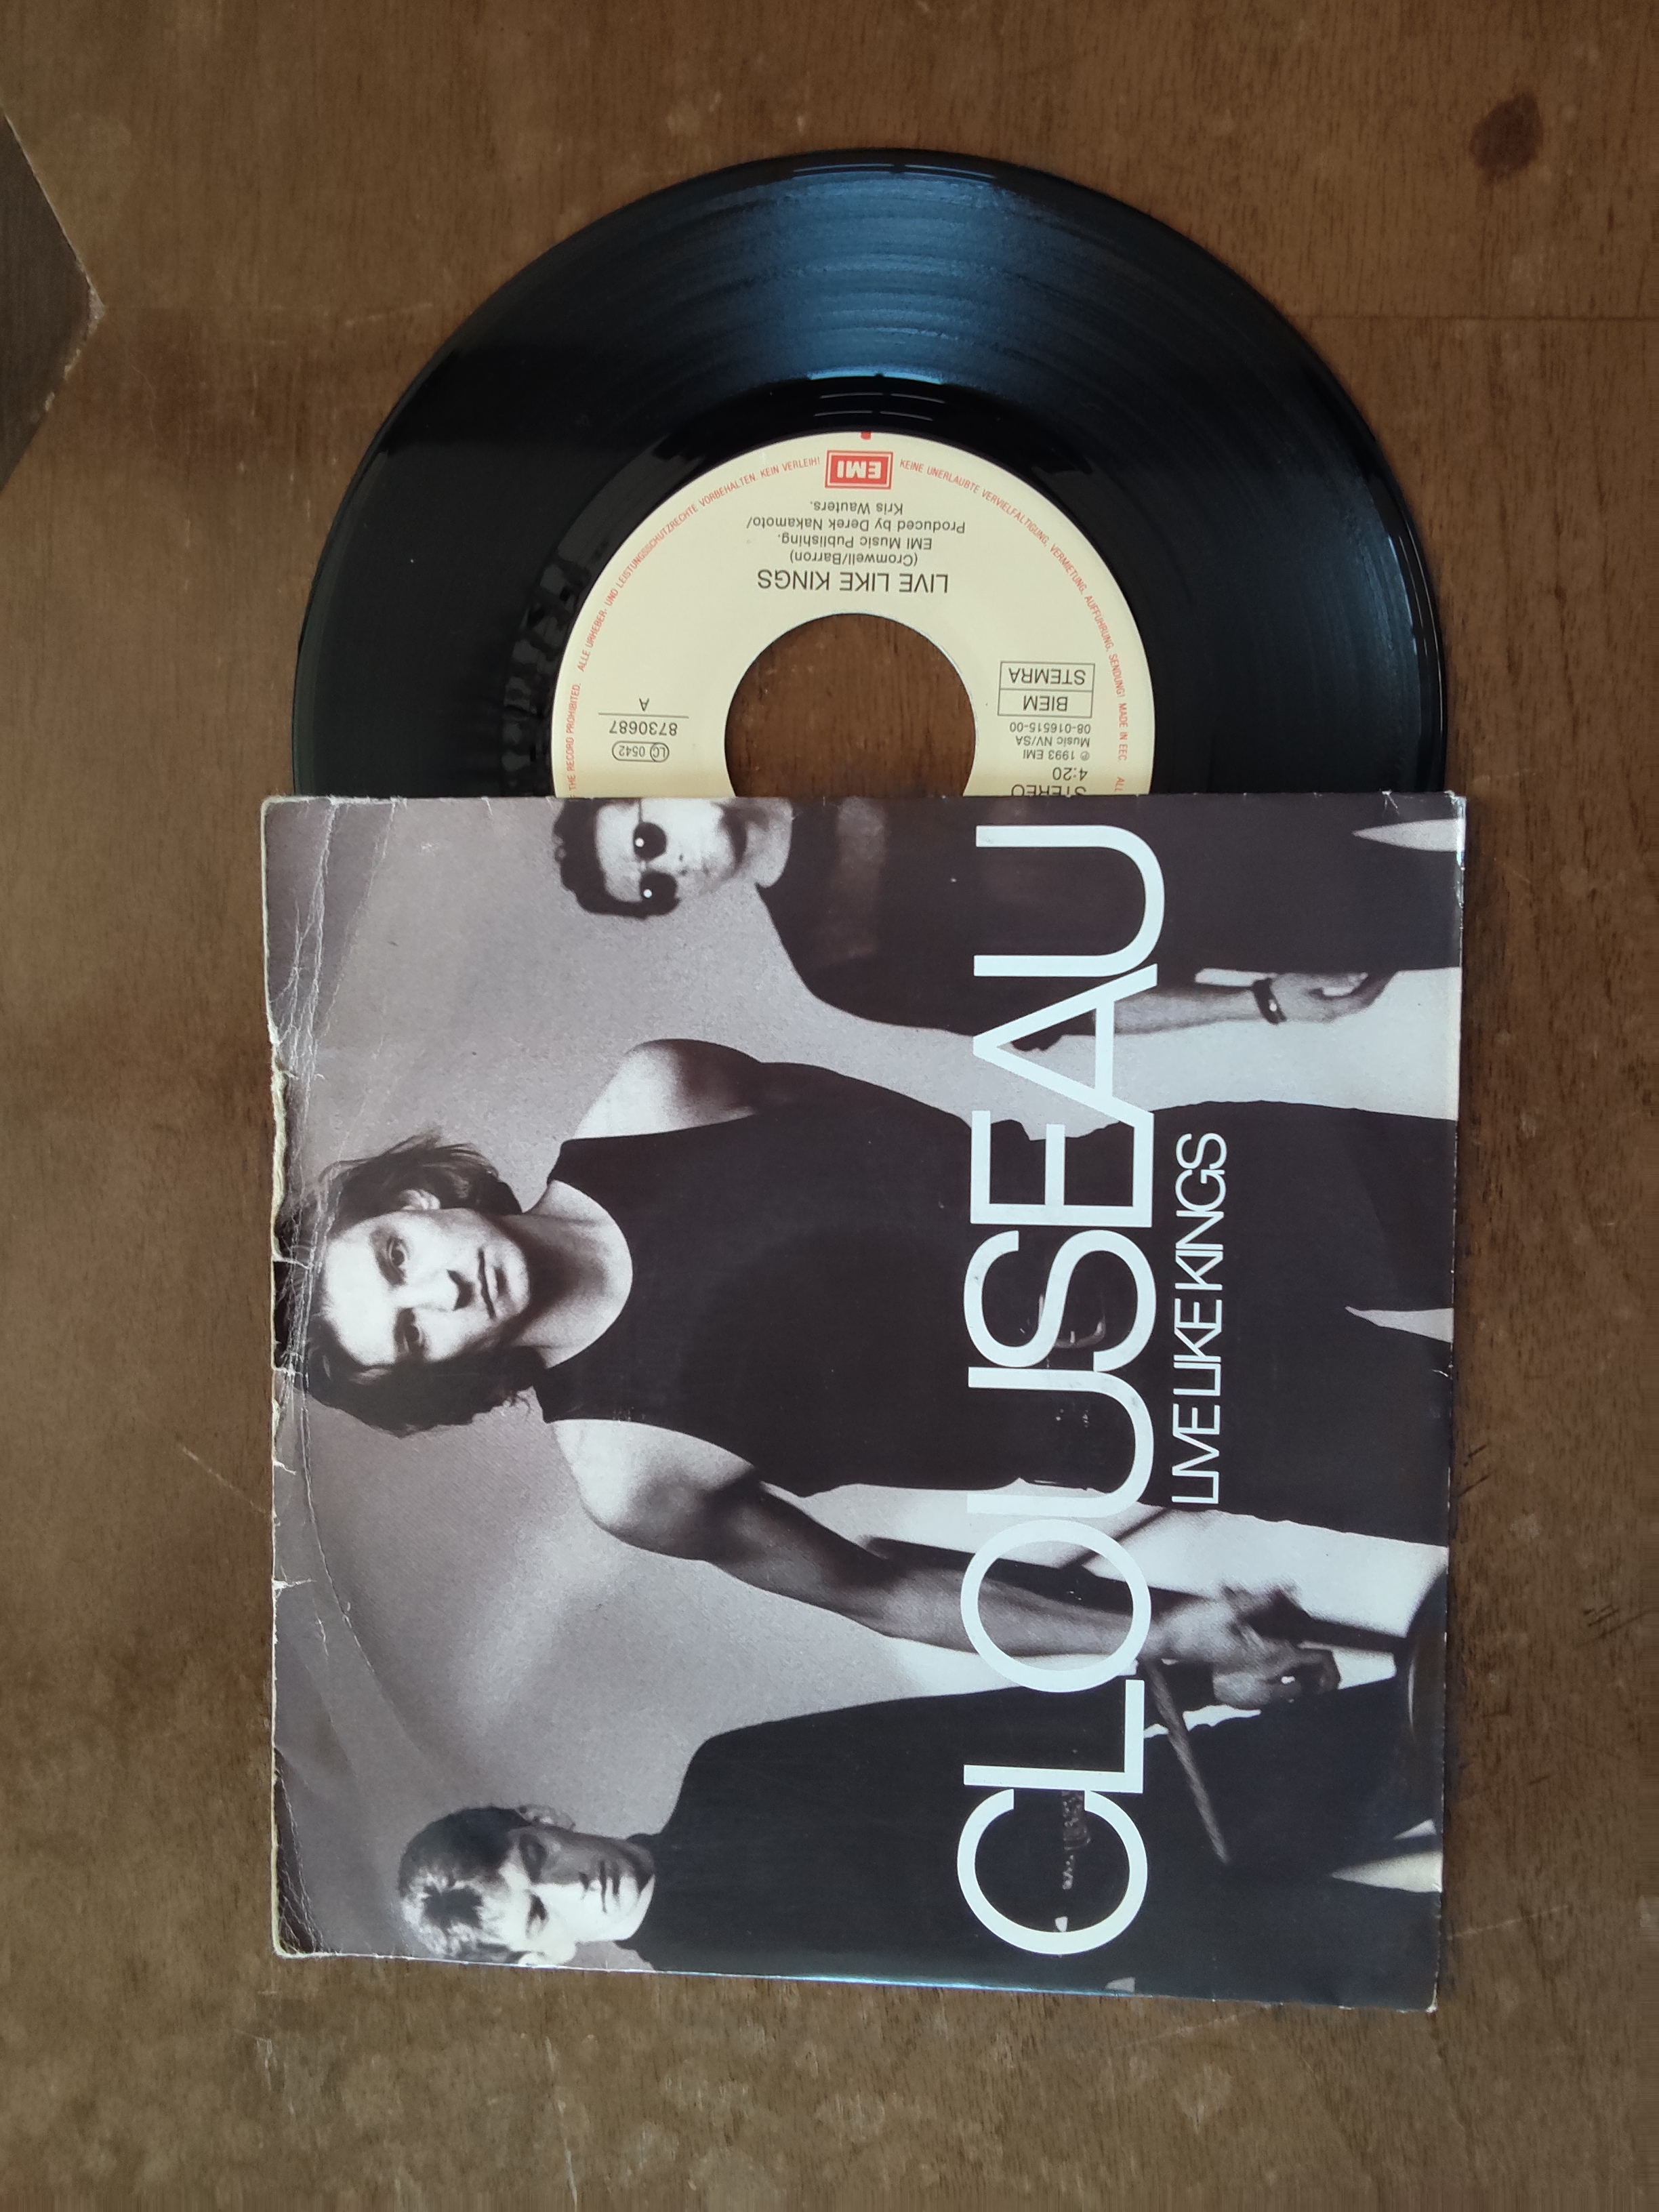 CLOUSEAU
LIVE LIKE KINGS
EMI
KEINE UNERLAUBTE VERVIELFÄLTIGUNG, VERMIETUNG, AUFFÜHRUNG, SENDUNG! MADE IN EEC ALL
THE RECORD PROHIBITED. ALLE URHEBER- UND LEISTUNGSSCHUTZRECHTE VORBEHALTEN. KEIN VERLEIH!
LIVE LIKE KINGS
(Cromwell/Barron)
EMI Music Publishing.
Produced by Derek Nakamoto/
Kris Wauters.
STEREO
4:20
℗ 1993 EMI
Music NV/SA
08-016515-00
BIEM
STEMRA
LC 0542
8730687
A